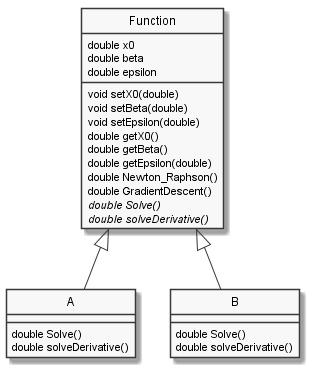 Function
double x0
double beta
double epsilon
void setX0(double)
void setBeta(double)
void setEpsilon(double)
double getX0()
double getBeta()
double getEpsilon(double)
double Newton_Raphson()
double GradientDescent()
double Solve()
double solveDerivative()
A
double Solve()
double solveDerivative()
B
double Solve()
double solveDerivative()